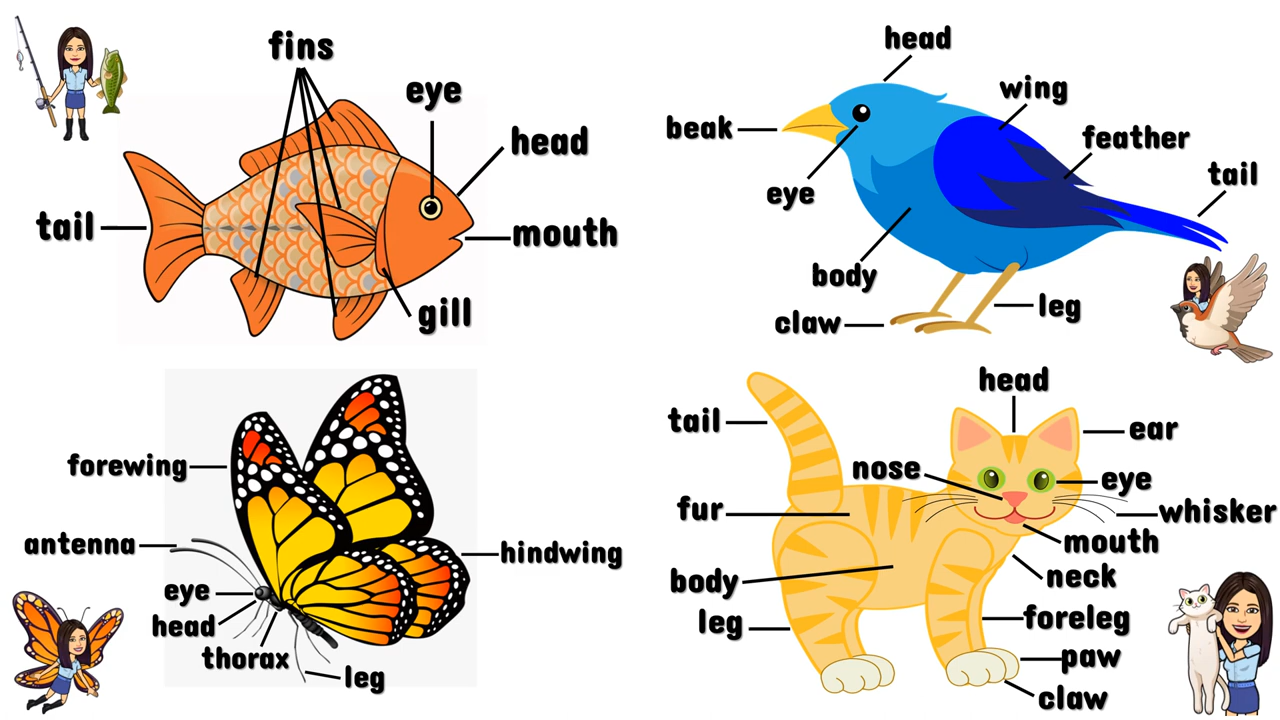 fins
eye
head
tail
mouth
gill
head
wing
beak
feather
eye
tail
body
claw
leg
forewing
antenna
hindwing
eye
head
thorax
leg
head
tail
ear
nose
eye
fur
whisker
mouth
body
neck
leg
foreleg
paw
claw